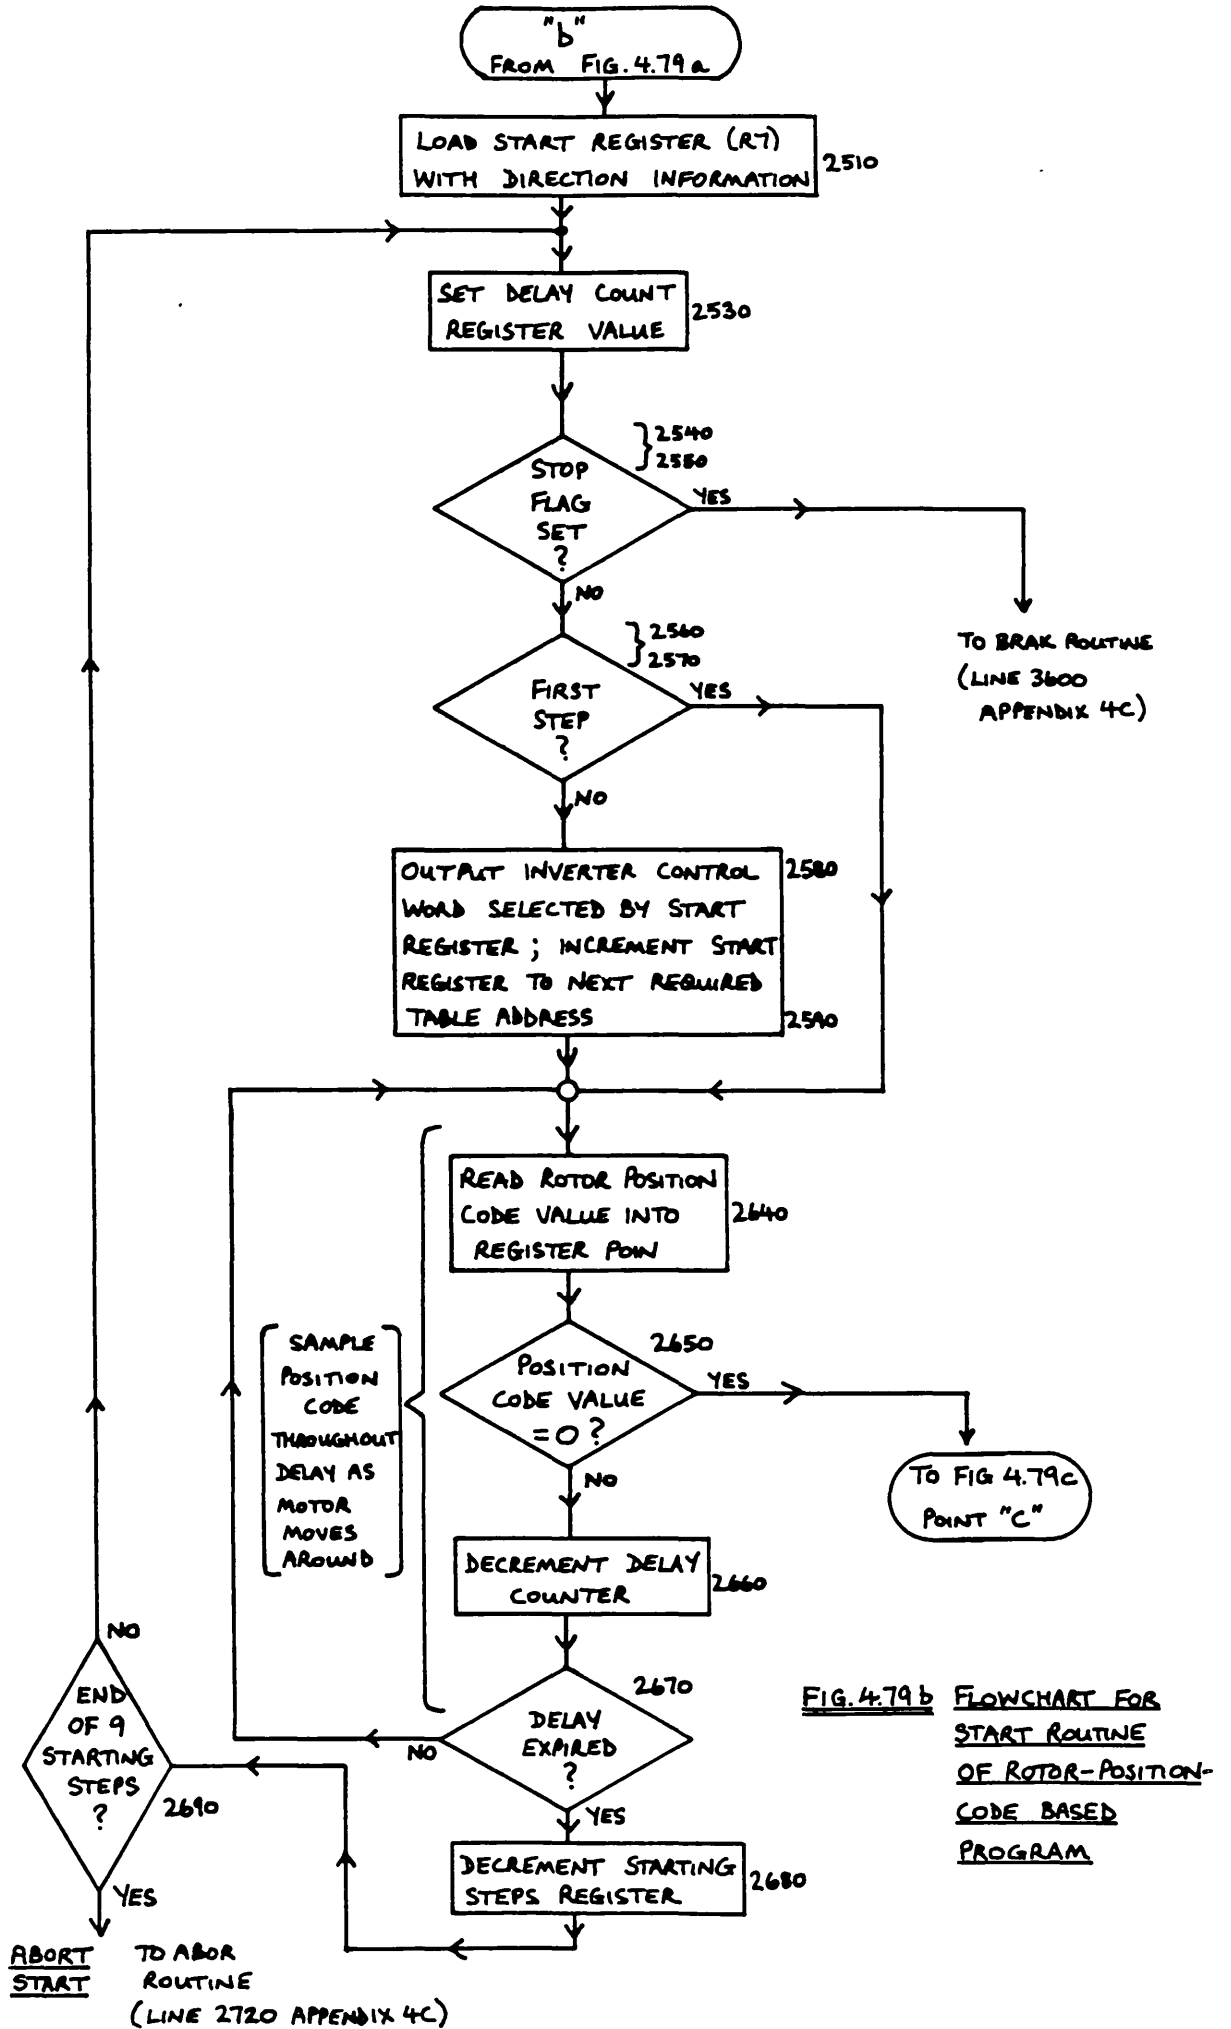 "b"
FROM FIG. 4.79a
LOAD START REGISTER (R7)
WITH DIRECTION INFORMATION
2510
SET DELAY COUNT
REGISTER VALUE
2530
2540
2550
STOP
FLAG
SET
?
YES
NO
TO BRAK ROUTINE
(LINE 3600
APPENDIX 4C)
2560
2570
FIRST
STEP
?
YES
NO
OUTPUT INVERTER CONTROL
WORD SELECTED BY START
REGISTER; INCREMENT START
REGISTER TO NEXT REQUIRED
TABLE ADDRESS
2580
2590
READ ROTOR POSITION
CODE VALUE INTO
REGISTER POIN
2640
SAMPLE
POSITION
CODE
THROUGHOUT
DELAY AS
MOTOR
MOVES
AROUND
2650
POSITION
CODE VALUE
=0?
YES
NO
TO FIG 4.79c
POINT "C"
DECREMENT DELAY
COUNTER
2660
2670
DELAY
EXPIRED
?
NO
YES
DECREMENT STARTING
STEPS REGISTER
2680
NO
END
OF 9
STARTING
STEPS
?
2690
YES
ABORT
START
TO ABOR
ROUTINE
(LINE 2720 APPENDIX 4C)
FIG. 4.79b FLOWCHART FOR
START ROUTINE
OF ROTOR-POSITION-
CODE BASED
PROGRAM